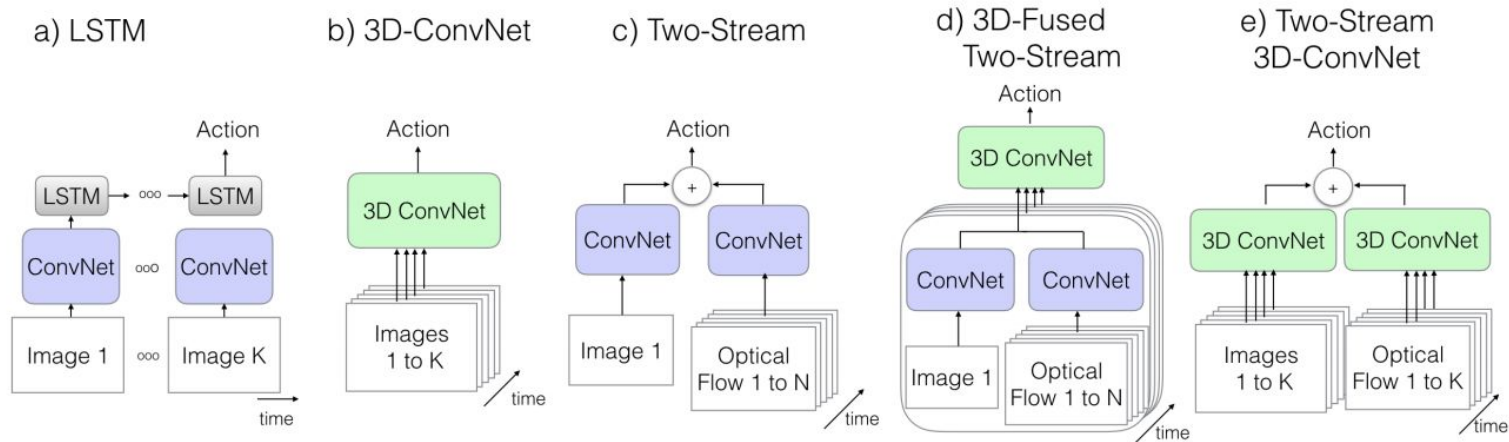 a) LSTM
Action
LSTM ooo LSTM
ConvNet ooo ConvNet
Image 1 ooo Image K
time
b) 3D-ConvNet
Action
3D ConvNet
Images
1 to K
time
c) Two-Stream
Action
+
ConvNet ConvNet
Image 1
Optical
Flow 1 to N
time
d) 3D-Fused
Two-Stream
Action
3D ConvNet
ConvNet ConvNet
Image 1
Optical
Flow 1 to N
time
e) Two-Stream
3D-ConvNet
Action
+
3D ConvNet 3D ConvNet
Images
1 to K
Optical
Flow 1 to K
time